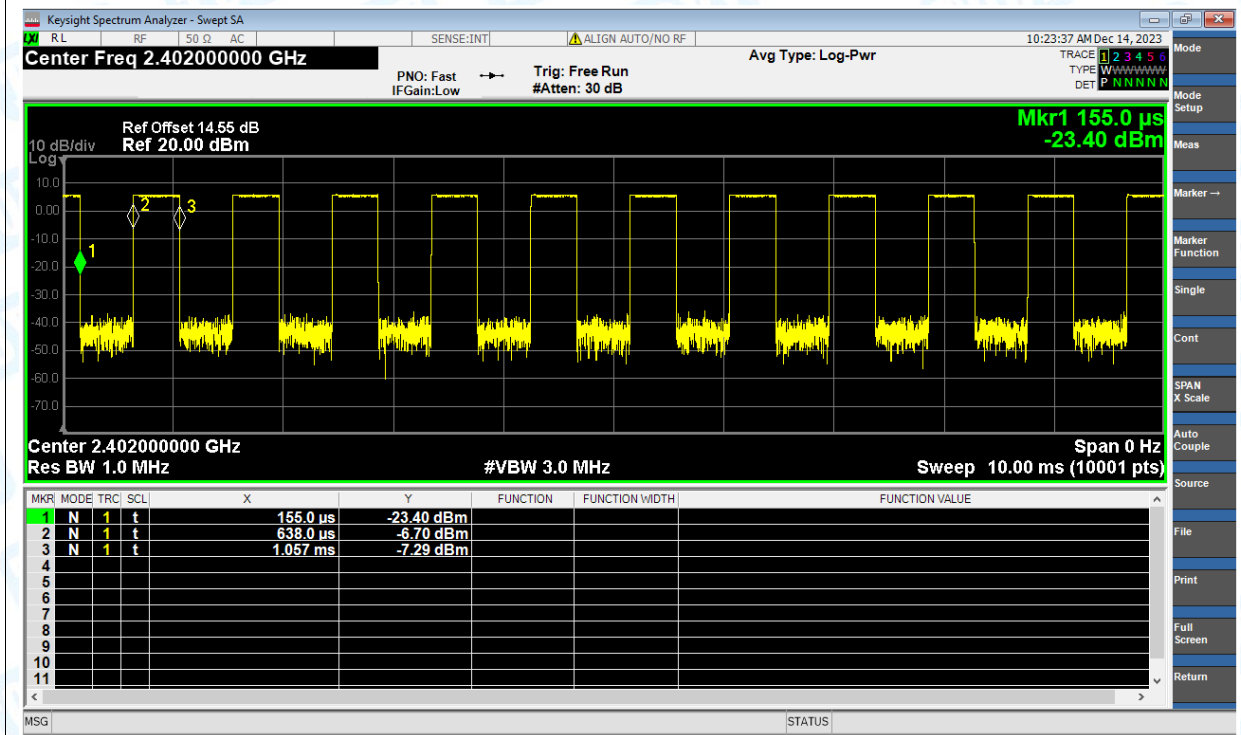 Keysight Spectrum Analyzer - Swept SA
LXI RL RF 50 Ω AC SENSE:INT ALIGN AUTO/NO RF 10:23:37 AM Dec 14, 2023
Center Freq 2.402000000 GHz
Avg Type: Log-Pwr
TRACE 1 2 3 4 5 6
PNO: Fast Trig: Free Run
TYPE WWWWWW
IFGain:Low #Atten: 30 dB
DET P N N N N N
Mkr1 155.0 µs
Ref Offset 14.55 dB
-23.40 dBm
10 dB/div Ref 20.00 dBm
Log
10.0
0.00
-10.0
-20.0
-30.0
-40.0
-50.0
-60.0
-70.0
1
2
3
Center 2.402000000 GHz Span 0 Hz
Res BW 1.0 MHz #VBW 3.0 MHz Sweep 10.00 ms (10001 pts)
MKR MODE TRC SCL X Y FUNCTION FUNCTION WIDTH FUNCTION VALUE
1 N 1 t 155.0 µs -23.40 dBm
2 N 1 t 638.0 µs -6.70 dBm
3 N 1 t 1.057 ms -7.29 dBm
4
5
6
7
8
9
10
11
MSG STATUS
Mode
Mode
Setup
Meas
Marker →
Marker
Function
Single
Cont
SPAN
X Scale
Auto
Couple
Source
File
Print
Full
Screen
Return